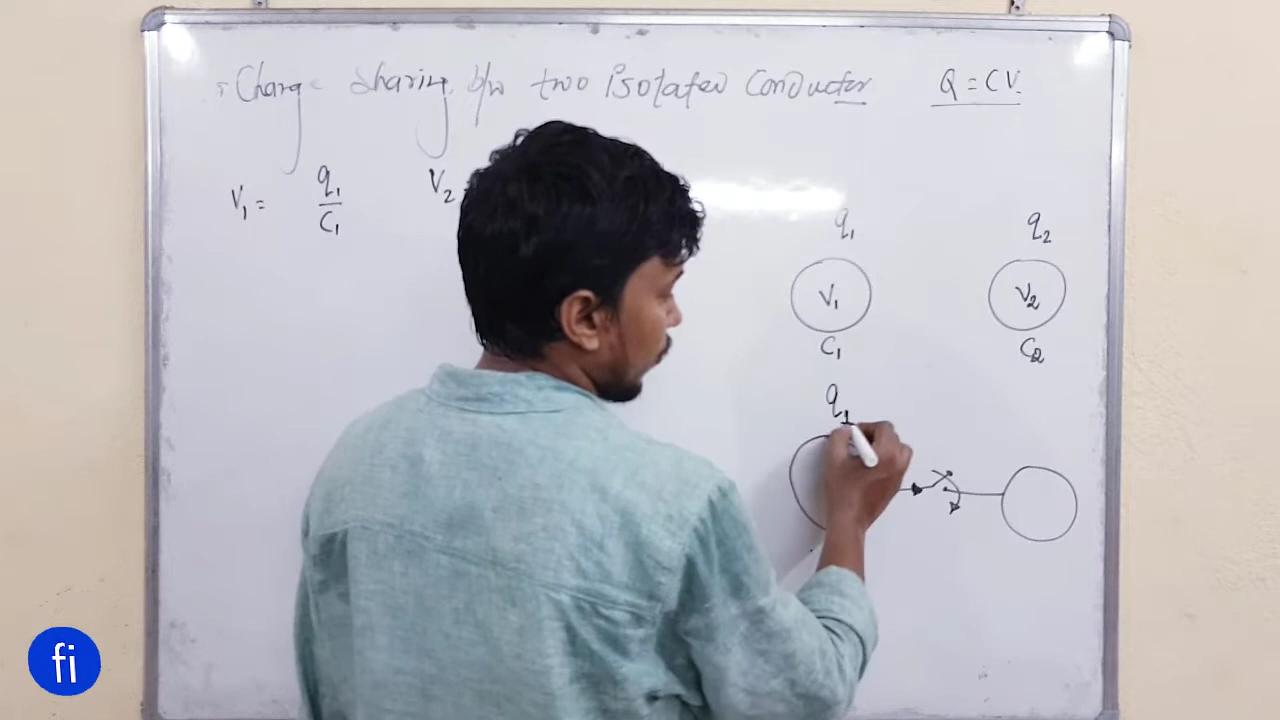 Charge sharing b/w two isolated Conductor Q = CV
V1 = q1/C1 V2
q1 q2
V1 V2
C1 C2
q1
fi